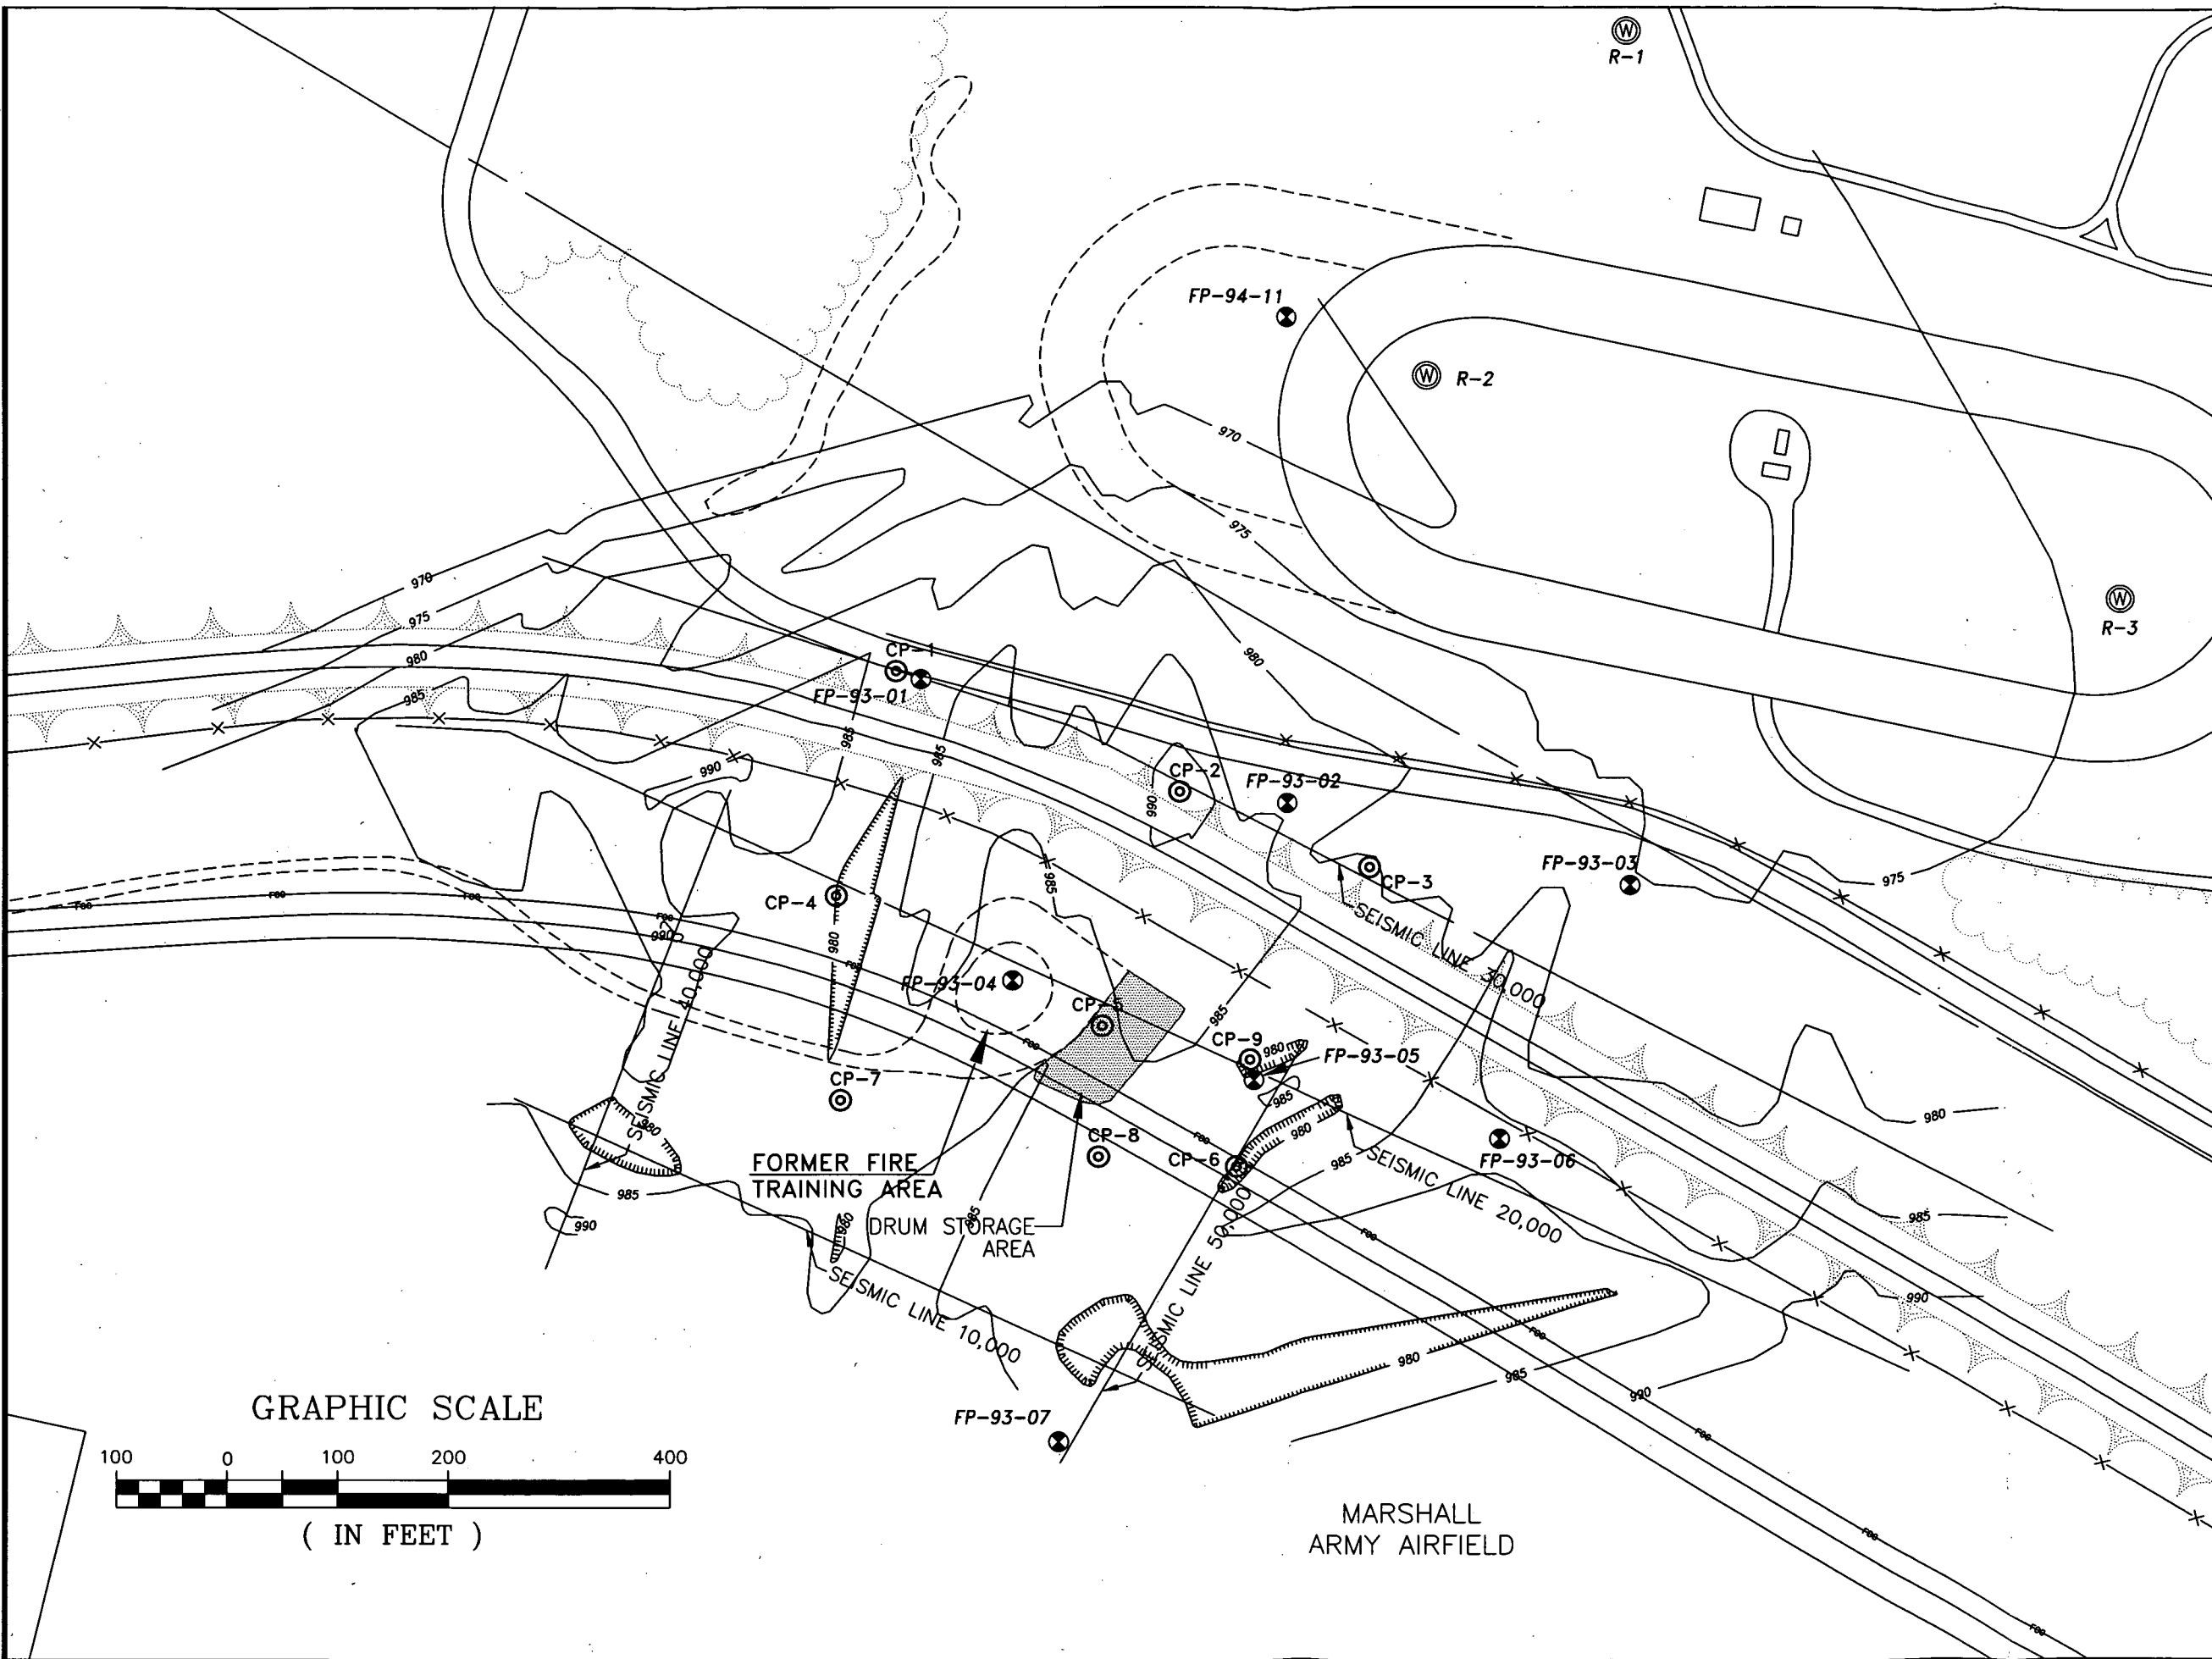 R-1
FP-94-11
R-2
970
975
R-3
970
975
980
980
CP-1
985
FP-93-01
985
985
990
CP-2
FP-93-02
990
FP-93-03
975
CP-3
985
CP-4
SEISMIC LINE 30,000
980
980
FP-93-04
CP-5
985
CP-9
980
FP-93-05
SEISMIC LINE 40,000
CP-7
985
980
980
980
CP-8
CP-6
FP-93-06
FORMER FIRE
TRAINING AREA
985
SEISMIC LINE 20,000
985
985
990
980
985
DRUM STORAGE
AREA
SEISMIC LINE 50,000
SEISMIC LINE 10,000
990
980
985
990
GRAPHIC SCALE
FP-93-07
100 0 100 200 400
( IN FEET )
MARSHALL
ARMY AIRFIELD